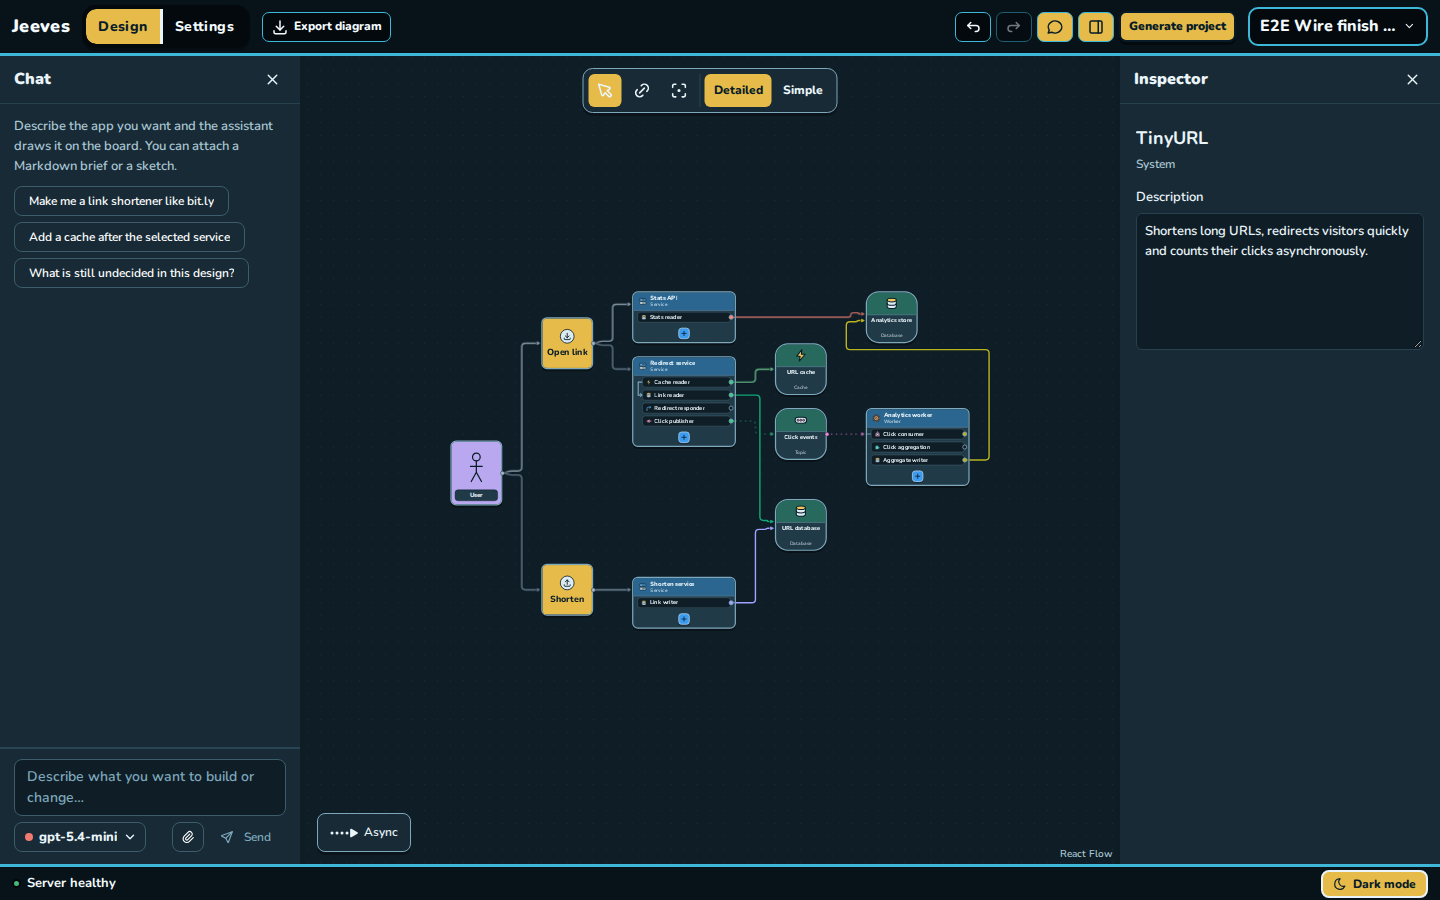 Jeeves
Design
Settings
Export diagram
Generate project
E2E Wire finish ...
Chat
Describe the app you want and the assistant
draws it on the board. You can attach a
Markdown brief or a sketch.
Make me a link shortener like bit.ly
Add a cache after the selected service
What is still undecided in this design?
Describe what you want to build or
change...
gpt-5.4-mini
Send
Detailed
Simple
User
Open link
Shorten
Stats API
Service
Stats reader
Redirect service
Service
Cache reader
Link reader
Redirect responder
Click publisher
Shorten service
Service
Link writer
URL cache
Cache
Click events
Topic
URL database
Database
Analytics store
Database
Analytics worker
Worker
Click consumer
Click aggregation
Aggregate writer
Async
React Flow
Inspector
TinyURL
System
Description
Shortens long URLs, redirects visitors quickly
and counts their clicks asynchronously.
Server healthy
Dark mode